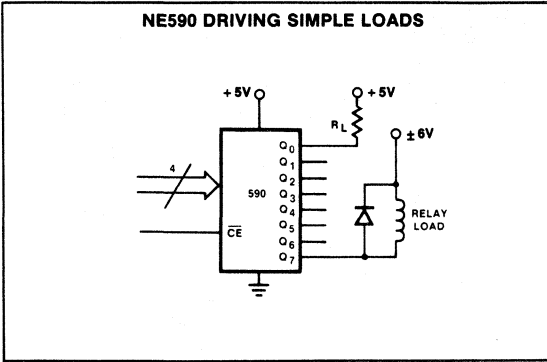 NE590 DRIVING SIMPLE LOADS
+5V
+5V
RL
±6V
4
590
CE
Q0
Q1
Q2
Q3
Q4
Q5
Q6
Q7
RELAY
LOAD